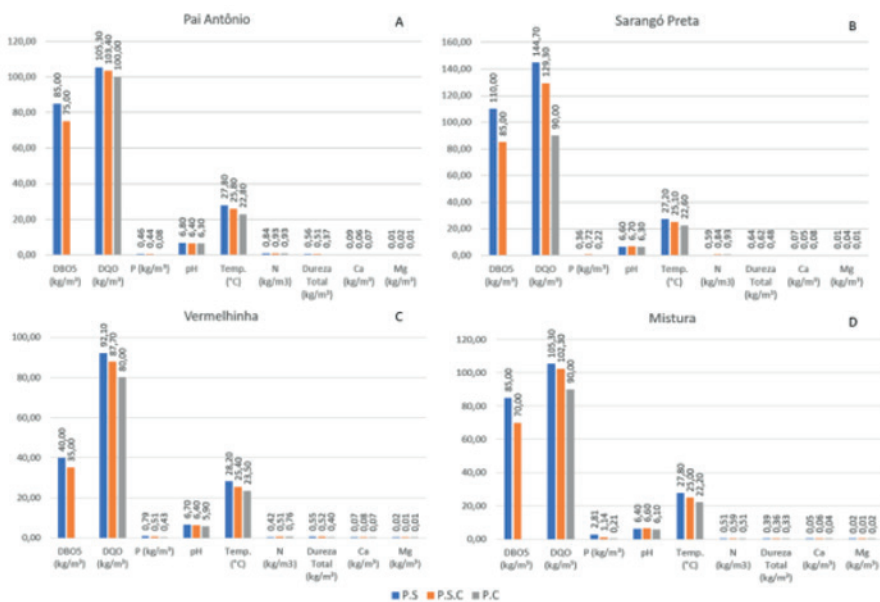 Pai Antônio
A
120,00
100,00
80,00
60,00
40,00
20,00
0,00
85,00
75,00
105,30
103,40
100,00
0,46
0,44
0,08
6,80
6,40
6,30
27,80
25,80
22,80
0,84
0,93
0,93
0,56
0,51
0,37
0,09
0,06
0,07
0,01
0,02
0,01
DBO5 (kg/m³)
DQO (kg/m³)
P (kg/m³)
pH
Temp. (°C)
N (kg/m3)
Dureza Total (kg/m³)
Ca (kg/m³)
Mg (kg/m³)
Sarangó Preta
B
160,00
140,00
120,00
100,00
80,00
60,00
40,00
20,00
0,00
110,00
85,00
144,70
129,30
90,00
0,36
0,72
0,22
6,60
6,70
6,30
27,20
25,10
22,60
0,59
0,84
0,93
0,64
0,62
0,48
0,07
0,05
0,08
0,01
0,04
0,01
DBO5 (kg/m³)
DQO (kg/m³)
P (kg/m³)
pH
Temp. (°C)
N (kg/m3)
Dureza Total (kg/m³)
Ca (kg/m³)
Mg (kg/m³)
Vermelhinha
C
100,00
80,00
60,00
40,00
20,00
0,00
40,00
35,00
92,10
87,70
80,00
0,79
0,51
0,43
6,70
6,40
5,90
28,20
25,40
23,50
0,42
0,51
0,76
0,55
0,52
0,40
0,07
0,08
0,07
0,02
0,01
0,01
DBO5 (kg/m³)
DQO (kg/m³)
P (kg/m³)
pH
Temp. (°C)
N (kg/m3)
Dureza Total (kg/m³)
Ca (kg/m³)
Mg (kg/m³)
Mistura
D
120,00
100,00
80,00
60,00
40,00
20,00
0,00
85,00
70,00
105,30
102,30
90,00
2,81
1,14
0,21
6,40
6,60
6,10
27,80
25,00
22,20
0,51
0,59
0,51
0,39
0,36
0,33
0,05
0,06
0,04
0,02
0,01
0,02
DBO5 (kg/m³)
DQO (kg/m³)
P (kg/m³)
pH
Temp. (°C)
N (kg/m3)
Dureza Total (kg/m³)
Ca (kg/m³)
Mg (kg/m³)
P.S P.S.C P.C